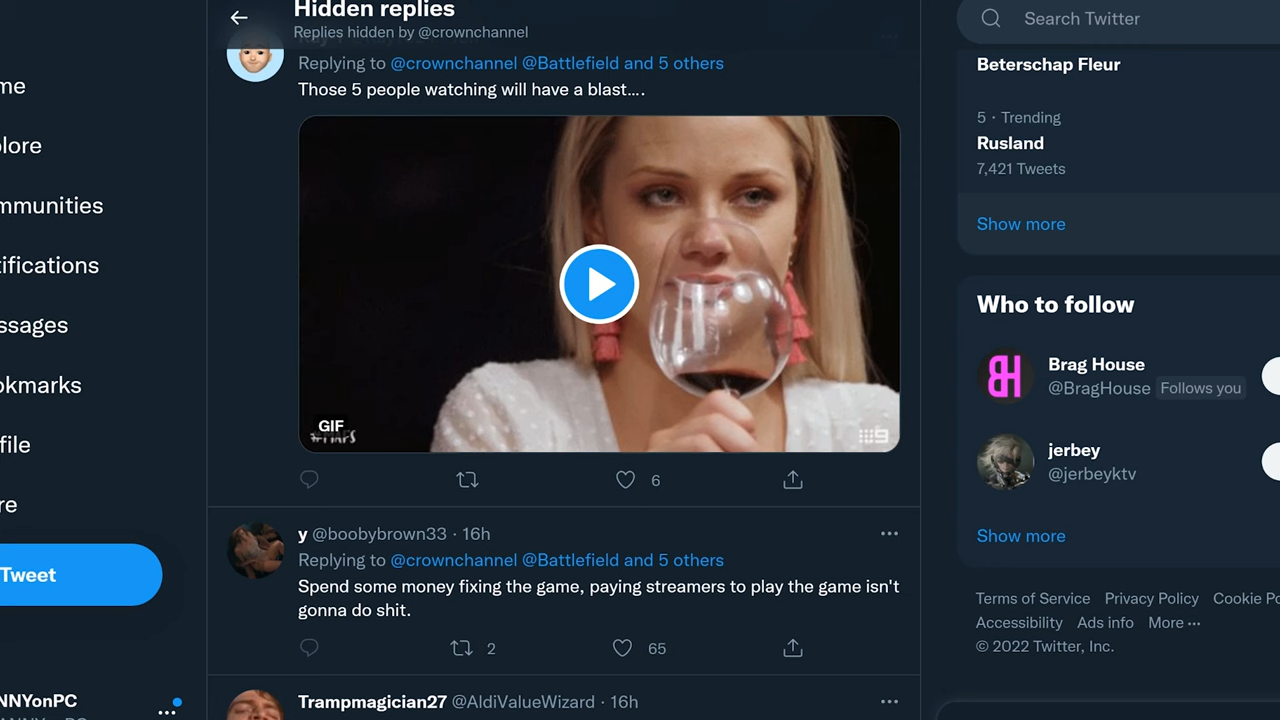 Hidden replies
Replies hidden by @crownchannel
Replying to @crownchannel @Battlefield and 5 others
Those 5 people watching will have a blast....
GIF
6
y @boobybrown33 · 16h
Replying to @crownchannel @Battlefield and 5 others
Spend some money fixing the game, paying streamers to play the game isn't
gonna do shit.
2
65
Trampmagician27 @AldiValueWizard · 16h
me
lore
mmunities
tifications
ssages
okmarks
file
re
Tweet
NNYonPC
Search Twitter
Beterschap Fleur
5 · Trending
Rusland
7,421 Tweets
Show more
Who to follow
BH
Brag House
@BragHouse Follows you
jerbey
@jerbeyktv
Show more
Terms of Service Privacy Policy Cookie Po
Accessibility Ads info More ···
© 2022 Twitter, Inc.